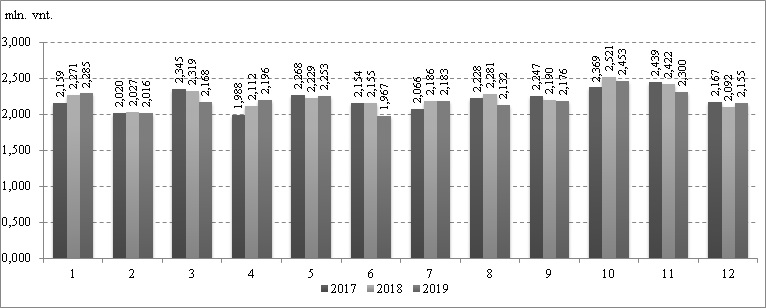 mln. vnt.
3,000
2,500
2,000
1,500
1,000
0,500
0,000
2,159 2,271 2,285
2,020 2,027 2,016
2,345 2,319 2,168
1,988 2,112 2,196
2,268 2,229 2,253
2,154 2,155 1,967
2,066 2,186 2,183
2,228 2,281 2,132
2,247 2,190 2,176
2,369 2,521 2,453
2,439 2,422 2,300
2,167 2,092 2,155
1 2 3 4 5 6 7 8 9 10 11 12
2017 2018 2019